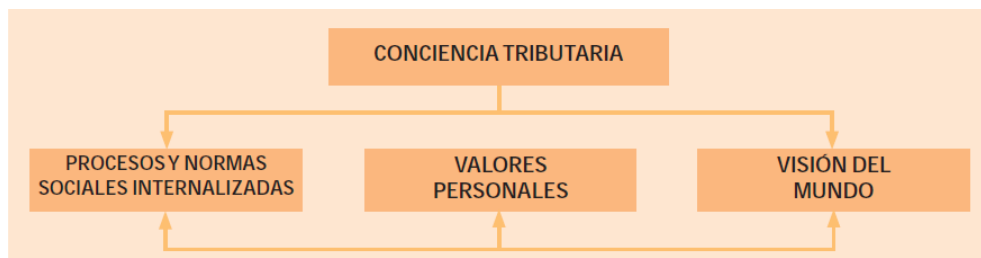 CONCIENCIA TRIBUTARIA
PROCESOS Y NORMAS
SOCIALES INTERNALIZADAS
VALORES
PERSONALES
VISIÓN DEL
MUNDO